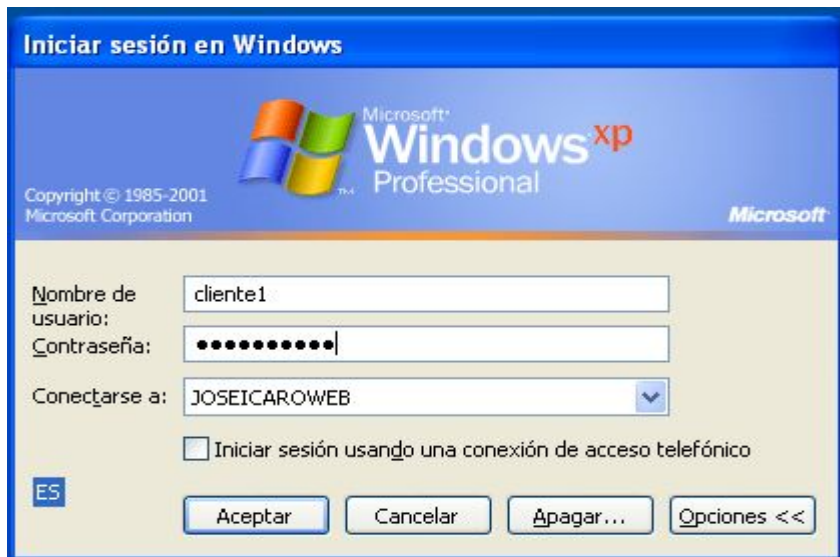 Iniciar sesión en Windows
Microsoft
Windows xp
Professional
Copyright © 1985-2001
Microsoft Corporation
Microsoft
Nombre de
usuario:
cliente1
Contraseña:
●●●●●●●●●●
Conectarse a:
JOSEICAROWEB
Iniciar sesión usando una conexión de acceso telefónico
ES
Aceptar
Cancelar
Apagar...
Opciones <<